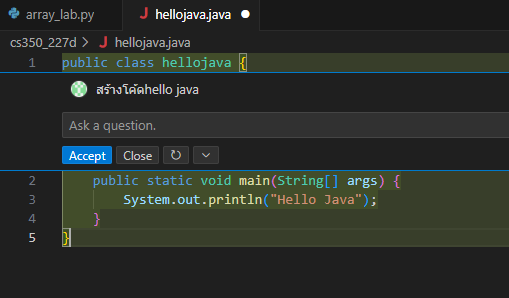 array_lab.py
hellojava.java
cs350_227d > hellojava.java
1 public class hellojava {
สร้างโค้ดhello java
Ask a question.
Accept Close
2 public static void main(String[] args) {
3 System.out.println("Hello Java");
4 }
5 }